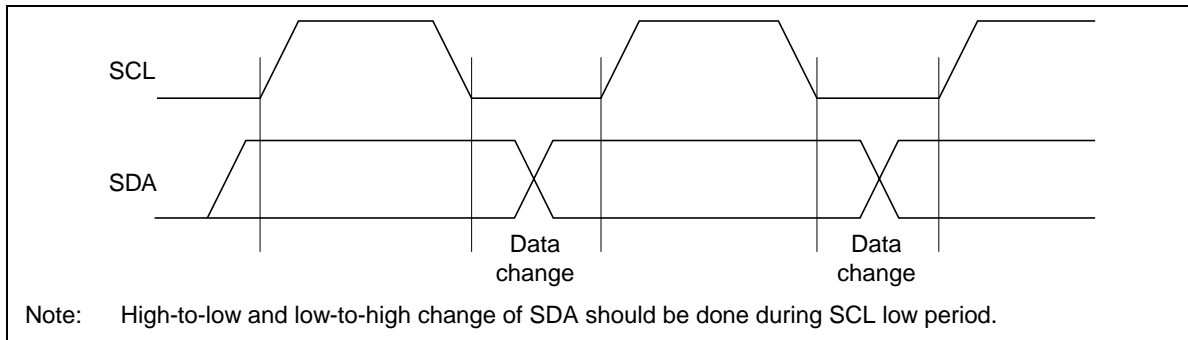 SCL
SDA
Data
change
Data
change
Note: High-to-low and low-to-high change of SDA should be done during SCL low period.